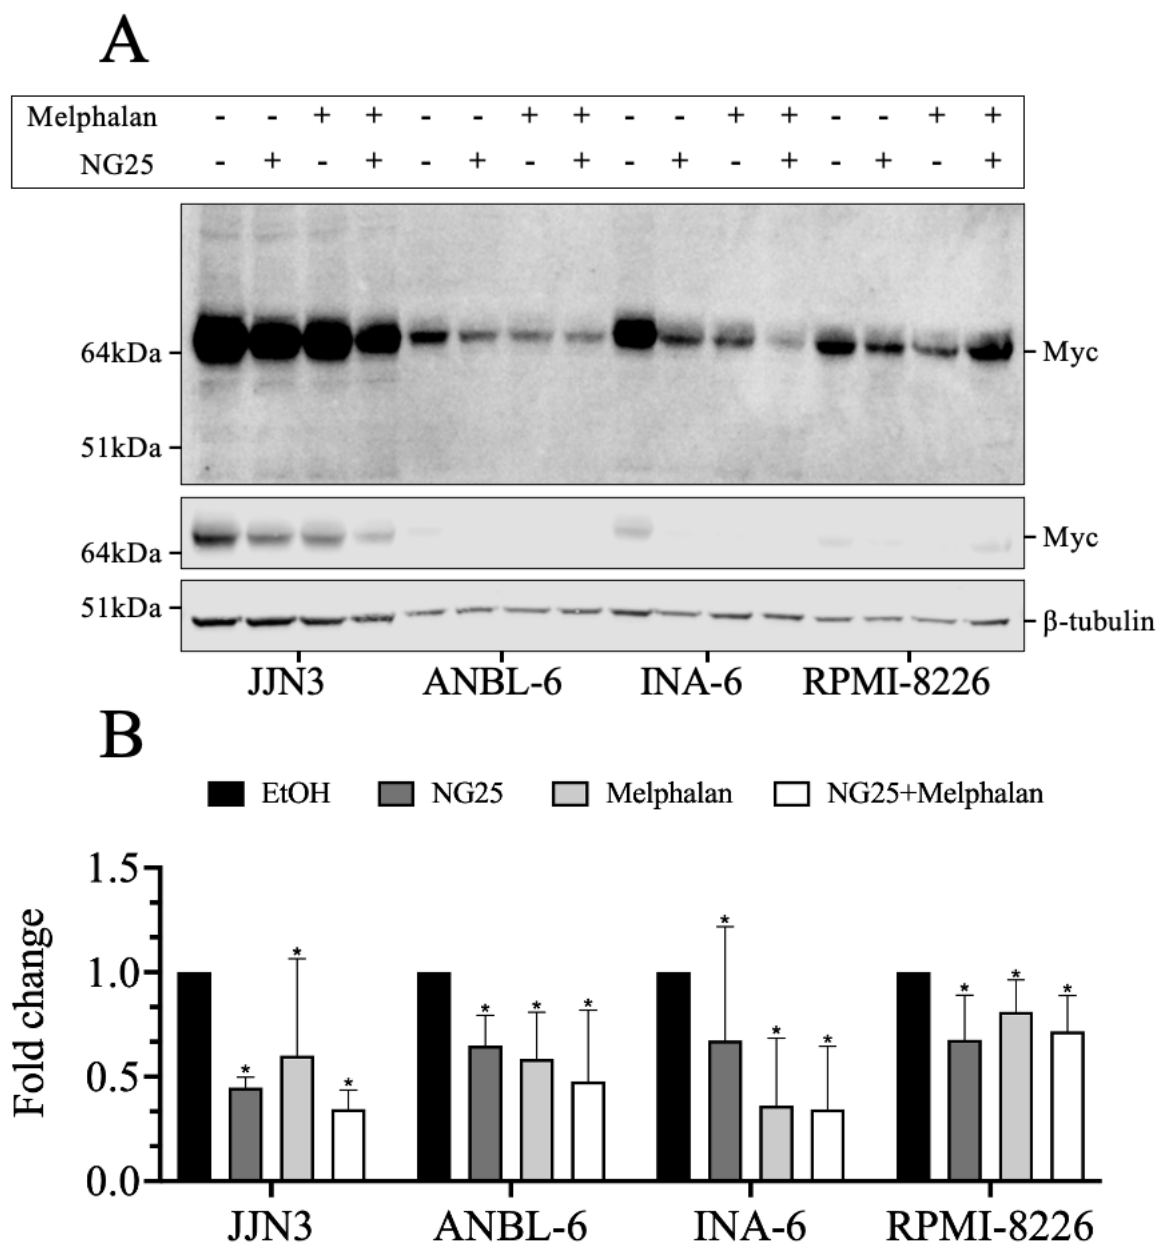 A
Melphalan - - + + - - + + - - + + - - + +
NG25 - + - + - + - + - + - + - + - +
64kDa
Myc
51kDa
64kDa
Myc
51kDa
β-tubulin
JJN3 ANBL-6 INA-6 RPMI-8226
B
EtOH NG25 Melphalan NG25+Melphalan
Fold change
1.5
1.0
0.5
0.0
* * * * * * * * * * * *
JJN3 ANBL-6 INA-6 RPMI-8226